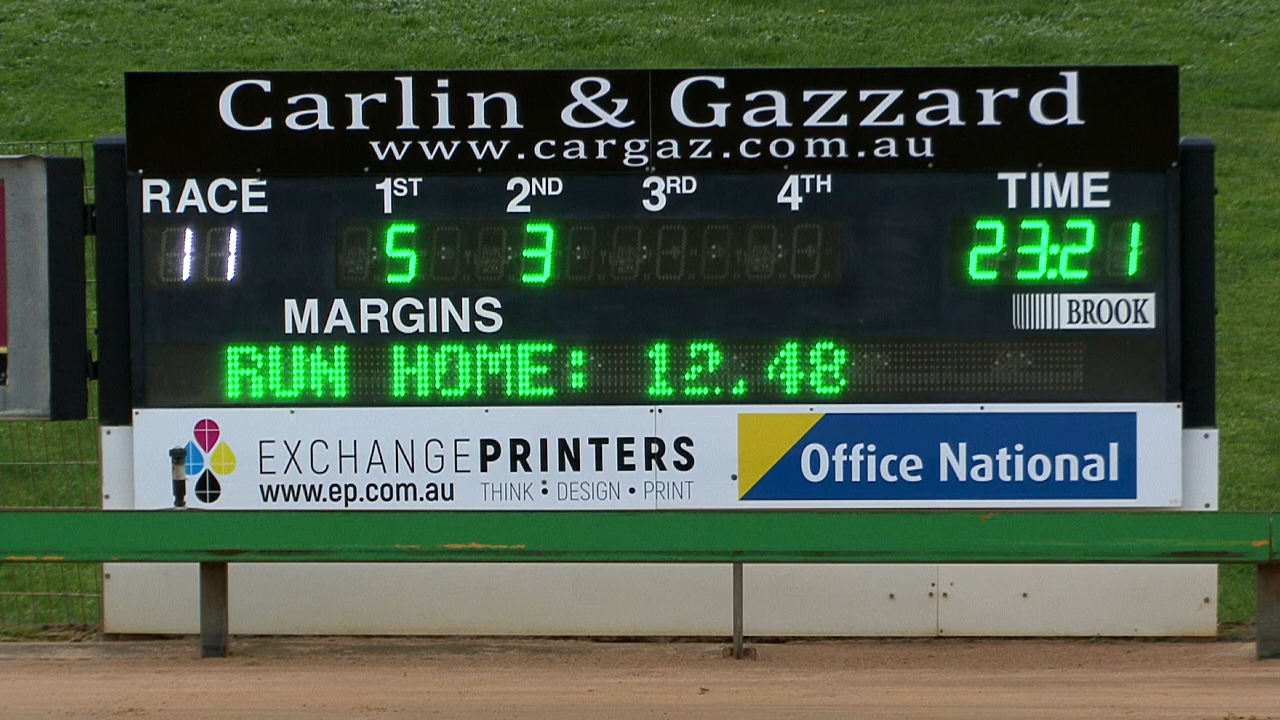 Carlin & Gazzard
www.cargaz.com.au
RACE 1ST 2ND 3RD 4TH TIME
11 5 3 23:21
MARGINS BROOK
RUN HOME: 12.48
EXCHANGEPRINTERS Office National
www.ep.com.au THINK • DESIGN • PRINT